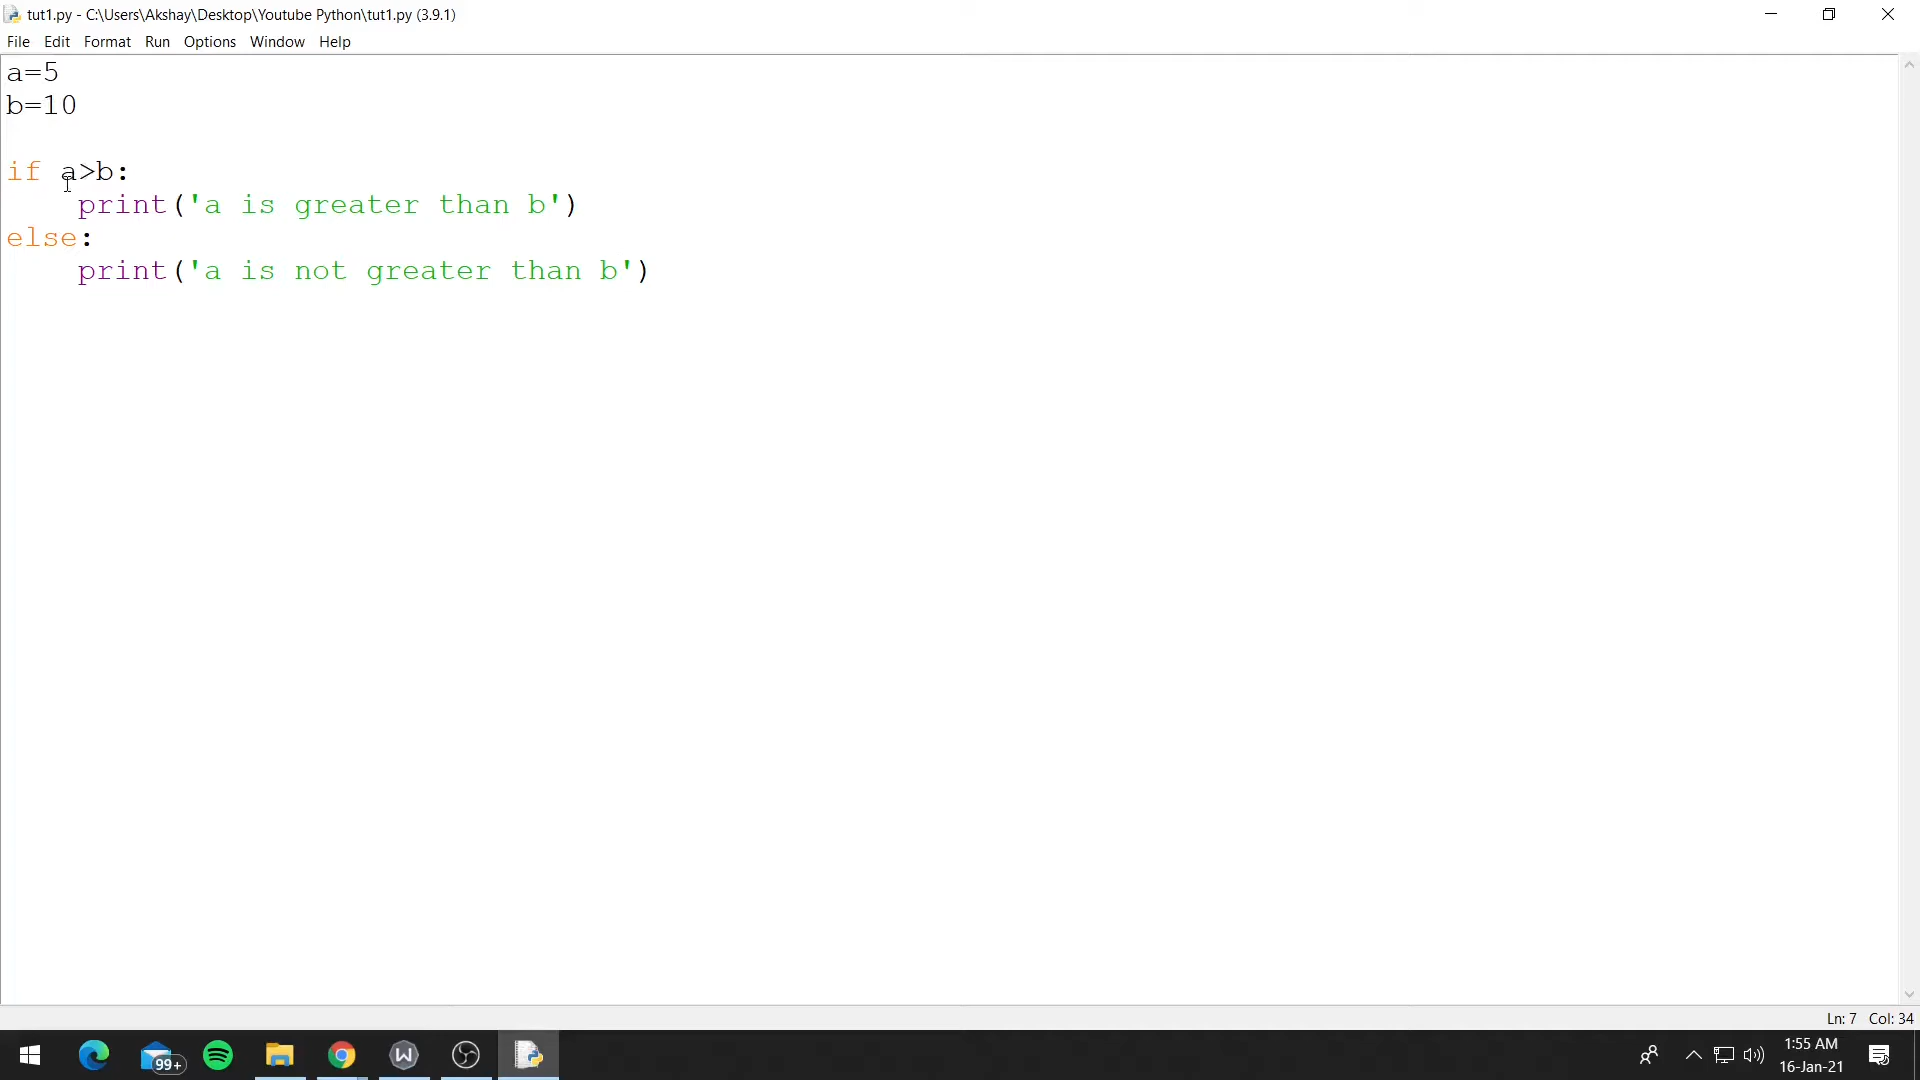 tut1.py - C:\Users\Akshay\Desktop\Youtube Python\tut1.py (3.9.1)
File Edit Format Run Options Window Help
a=5
b=10
if a>b:
    print('a is greater than b')
else:
    print('a is not greater than b')
Ln: 7 Col: 34
99+
1:55 AM
16-Jan-21